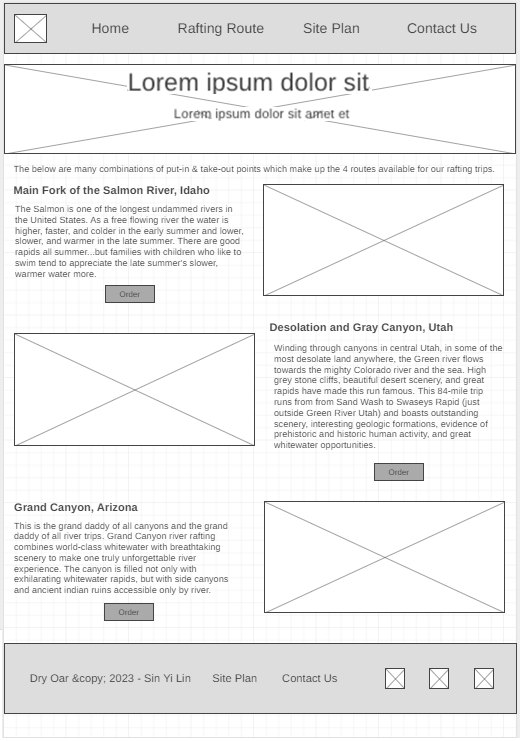 Home Rafting Route Site Plan Contact Us
Lorem ipsum dolor sit
Lorem ipsum dolor sit amet et
The below are many combinations of put-in & take-out points which make up the 4 routes available for our rafting trips.
Main Fork of the Salmon River, Idaho
The Salmon is one of the longest undammed rivers in
the United States. As a free flowing river the water is
higher, faster, and colder in the early summer and lower,
slower, and warmer in the late summer. There are good
rapids all summer...but families with children who like to
swim tend to appreciate the late summer's slower,
warmer water more.
Order
Desolation and Gray Canyon, Utah
Winding through canyons in central Utah, in some of the
most desolate land anywhere, the Green river flows
towards the mighty Colorado river and the sea. High
grey stone cliffs, beautiful desert scenery, and great
rapids have made this run famous. This 84-mile trip
runs from from Sand Wash to Swaseys Rapid (just
outside Green River Utah) and boasts outstanding
scenery, interesting geologic formations, evidence of
prehistoric and historic human activity, and great
whitewater opportunities.
Order
Grand Canyon, Arizona
This is the grand daddy of all canyons and the grand
daddy of all river trips. Grand Canyon river rafting
combines world-class whitewater with breathtaking
scenery to make one truly unforgettable river
experience. The canyon is filled not only with
exhilarating whitewater rapids, but with side canyons
and ancient indian ruins accessible only by river.
Order
Dry Oar &copy; 2023 - Sin Yi Lin Site Plan Contact Us